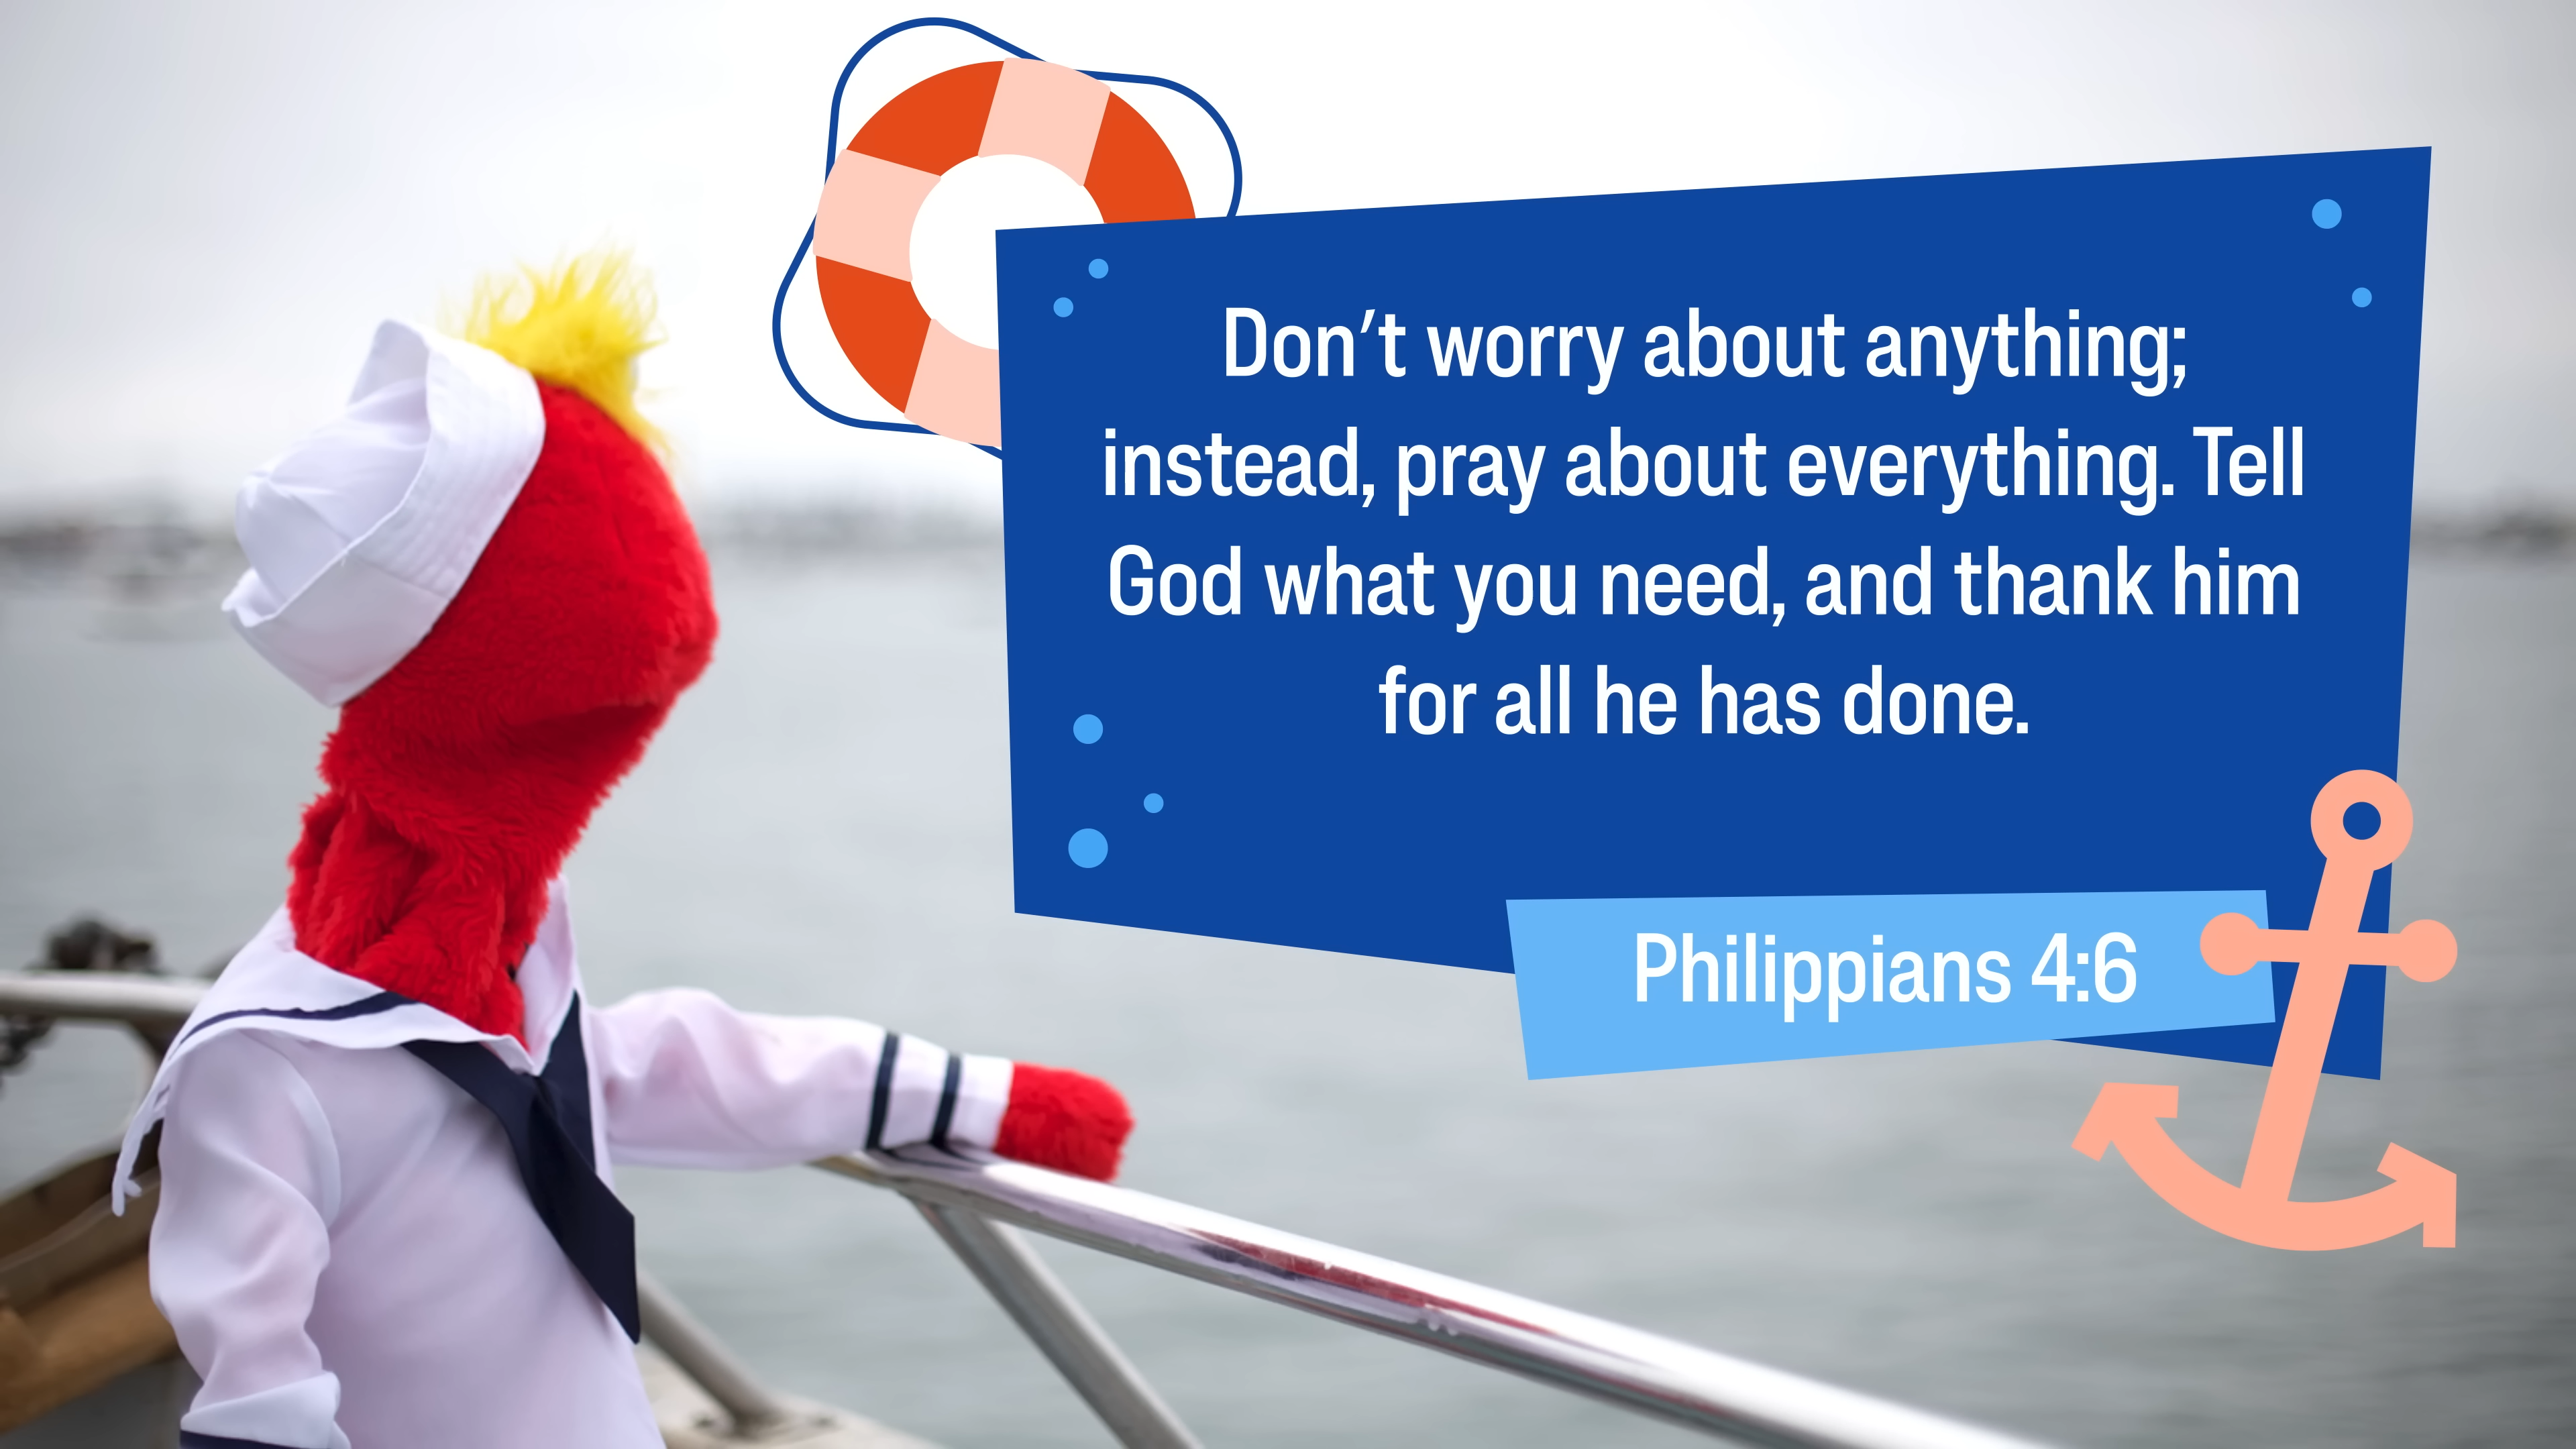 Don’t worry about anything;
instead, pray about everything. Tell
God what you need, and thank him
for all he has done.
Philippians 4:6